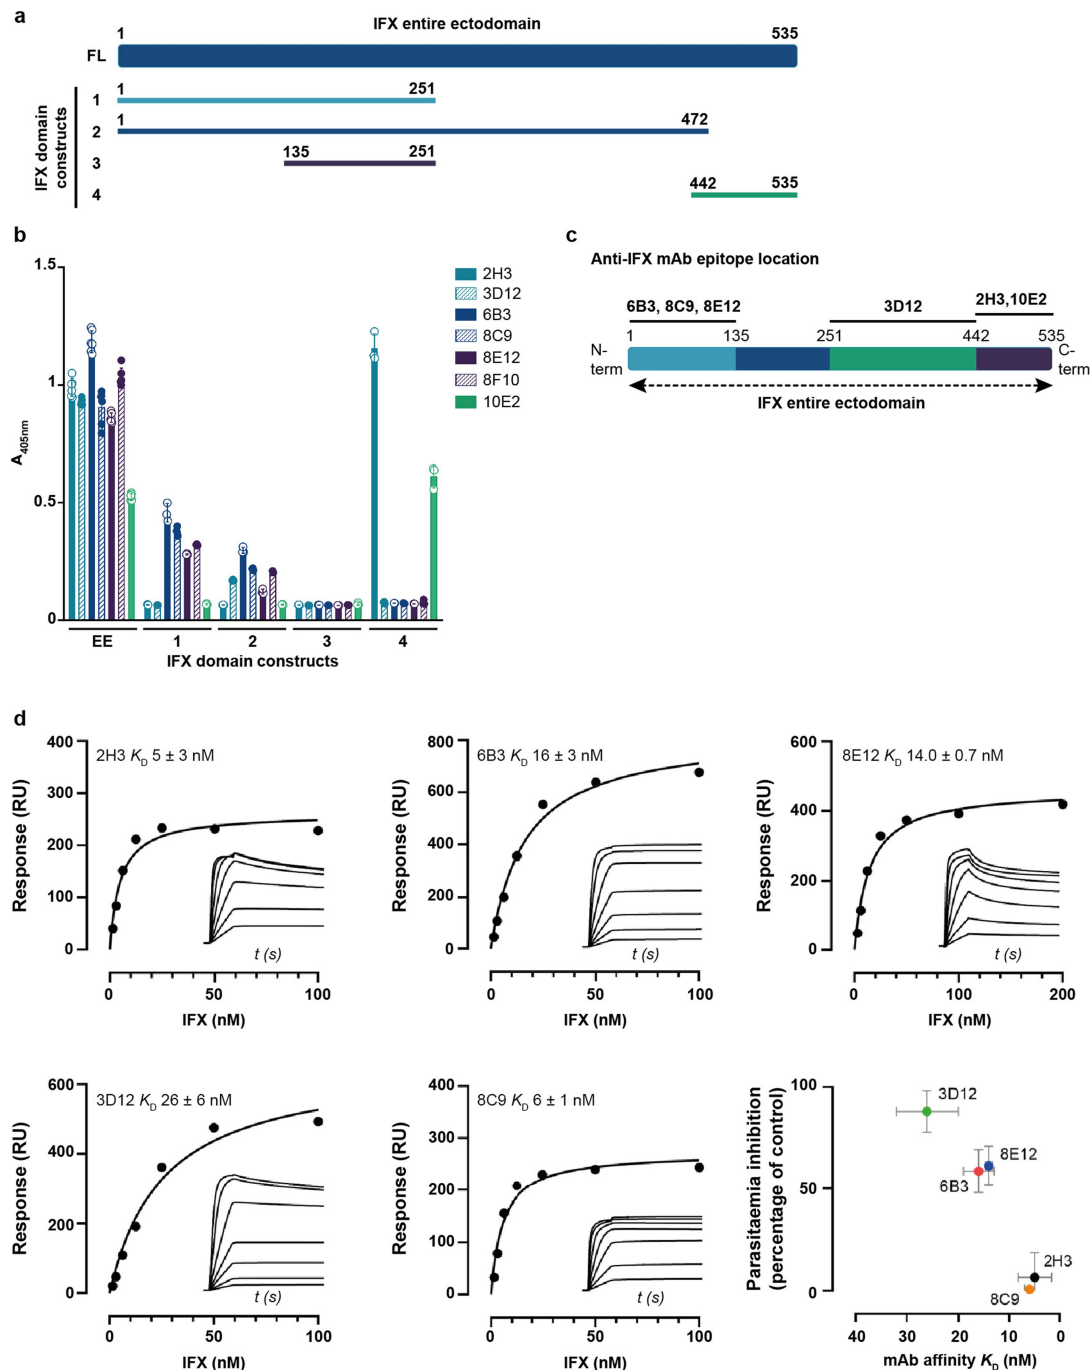 a
IFX entire ectodomain
1 535
FL
IFX domain constructs
1 1 251
2 1 472
3 135 251
4 442 535
b
1.5
1
0.5
0
A405nm
2H3
3D12
6B3
8C9
8E12
8F10
10E2
EE 1 2 3 4
IFX domain constructs
c
Anti-IFX mAb epitope location
6B3, 8C9, 8E12 3D12 2H3,10E2
1 135 251 442 535
N-term
C-term
IFX entire ectodomain
d
2H3 KD 5 ± 3 nM
Response (RU)
400
300
200
100
0
t (s)
0 50 100
IFX (nM)
6B3 KD 16 ± 3 nM
Response (RU)
800
600
400
200
0
t (s)
0 50 100
IFX (nM)
8E12 KD 14.0 ± 0.7 nM
Response (RU)
600
400
200
0
t (s)
0 100 200
IFX (nM)
3D12 KD 26 ± 6 nM
Response (RU)
600
400
200
0
t (s)
0 50 100
IFX (nM)
8C9 KD 6 ± 1 nM
Response (RU)
400
300
200
100
0
t (s)
0 50 100
IFX (nM)
Parasitaemia inhibition
(percentage of control)
100
50
0
3D12
8E12
6B3
2H3
8C9
40 30 20 10 0
mAb affinity KD (nM)